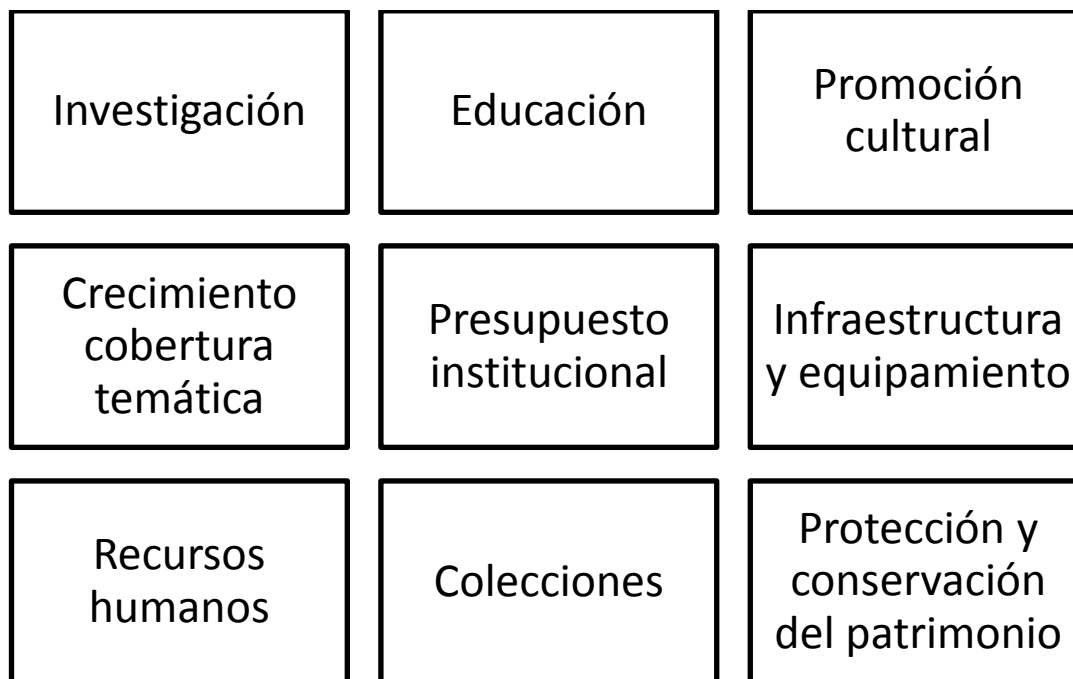 Investigación
Educación
Promoción
cultural
Crecimiento
cobertura
temática
Presupuesto
institucional
Infraestructura
y equipamiento
Recursos
humanos
Colecciones
Protección y
conservación
del patrimonio